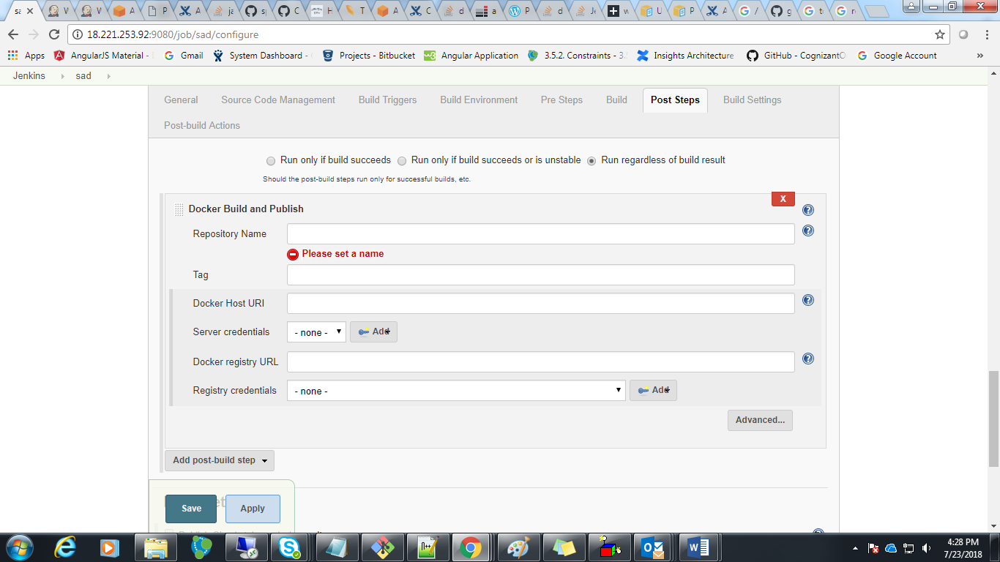 sa
18.221.253.92:9080/job/sad/configure
Apps AngularJS Material - Gmail System Dashboard - Projects - Bitbucket Angular Application 3.5.2. Constraints - 3. Insights Architecture GitHub - CognizantO Google Account »
Jenkins sad
General Source Code Management Build Triggers Build Environment Pre Steps Build Post Steps Build Settings
Post-build Actions
Run only if build succeeds Run only if build succeeds or is unstable Run regardless of build result
Should the post-build steps run only for successful builds, etc.
X
Docker Build and Publish
Repository Name
Please set a name
Tag
Docker Host URI
Server credentials - none - Add
Docker registry URL
Registry credentials - none - Add
Advanced...
Add post-build step
Save Apply
4:28 PM
7/23/2018